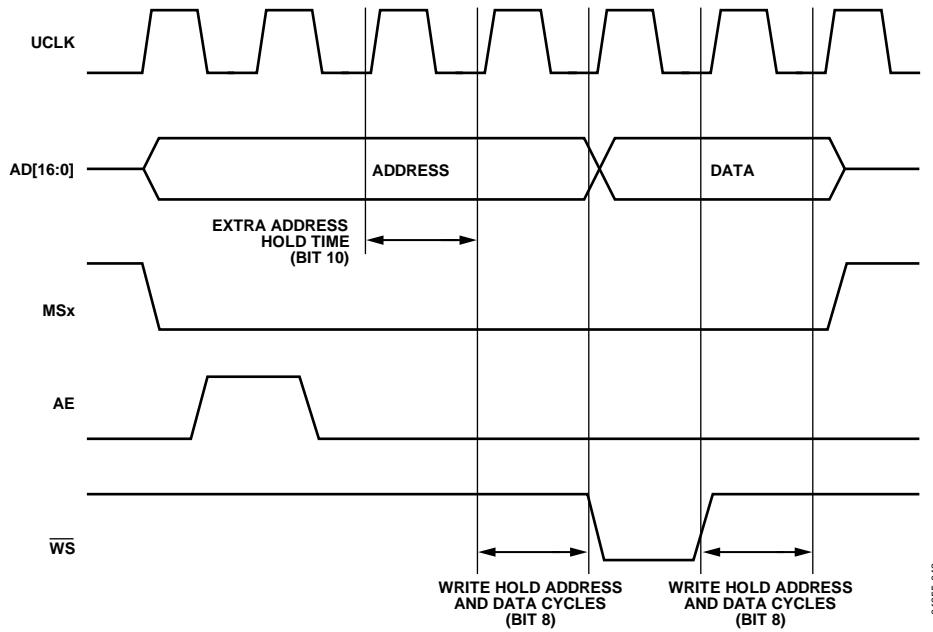 UCLK
AD[16:0]
ADDRESS
DATA
EXTRA ADDRESS
HOLD TIME
(BIT 10)
MSx
AE
WS
WRITE HOLD ADDRESS
AND DATA CYCLES
(BIT 8)
WRITE HOLD ADDRESS
AND DATA CYCLES
(BIT 8)